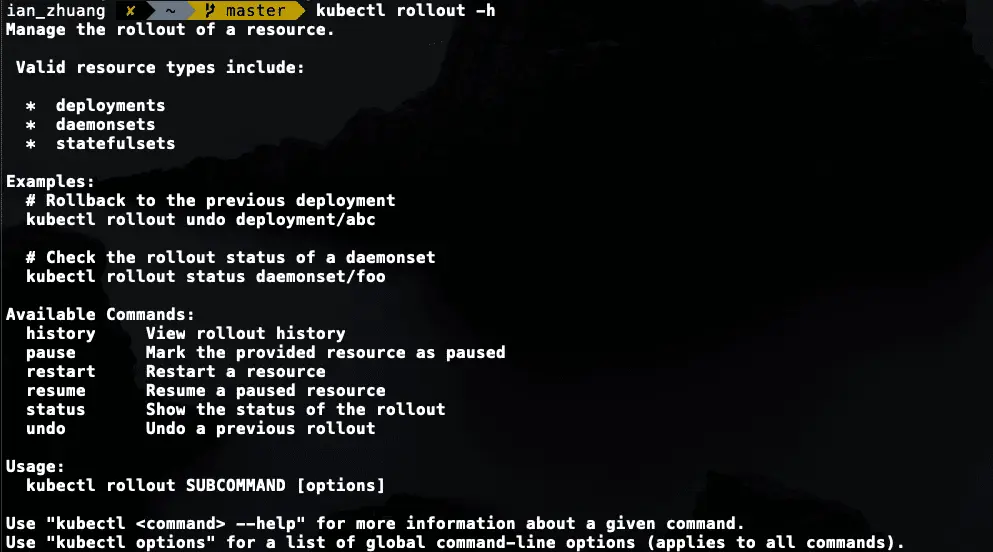 ian_zhuang ✘ ~ master kubectl rollout -h
Manage the rollout of a resource.
Valid resource types include:
* deployments
* daemonsets
* statefulsets
Examples:
# Rollback to the previous deployment
kubectl rollout undo deployment/abc
# Check the rollout status of a daemonset
kubectl rollout status daemonset/foo
Available Commands:
history View rollout history
pause Mark the provided resource as paused
restart Restart a resource
resume Resume a paused resource
status Show the status of the rollout
undo Undo a previous rollout
Usage:
kubectl rollout SUBCOMMAND [options]
Use "kubectl <command> --help" for more information about a given command.
Use "kubectl options" for a list of global command-line options (applies to all commands).